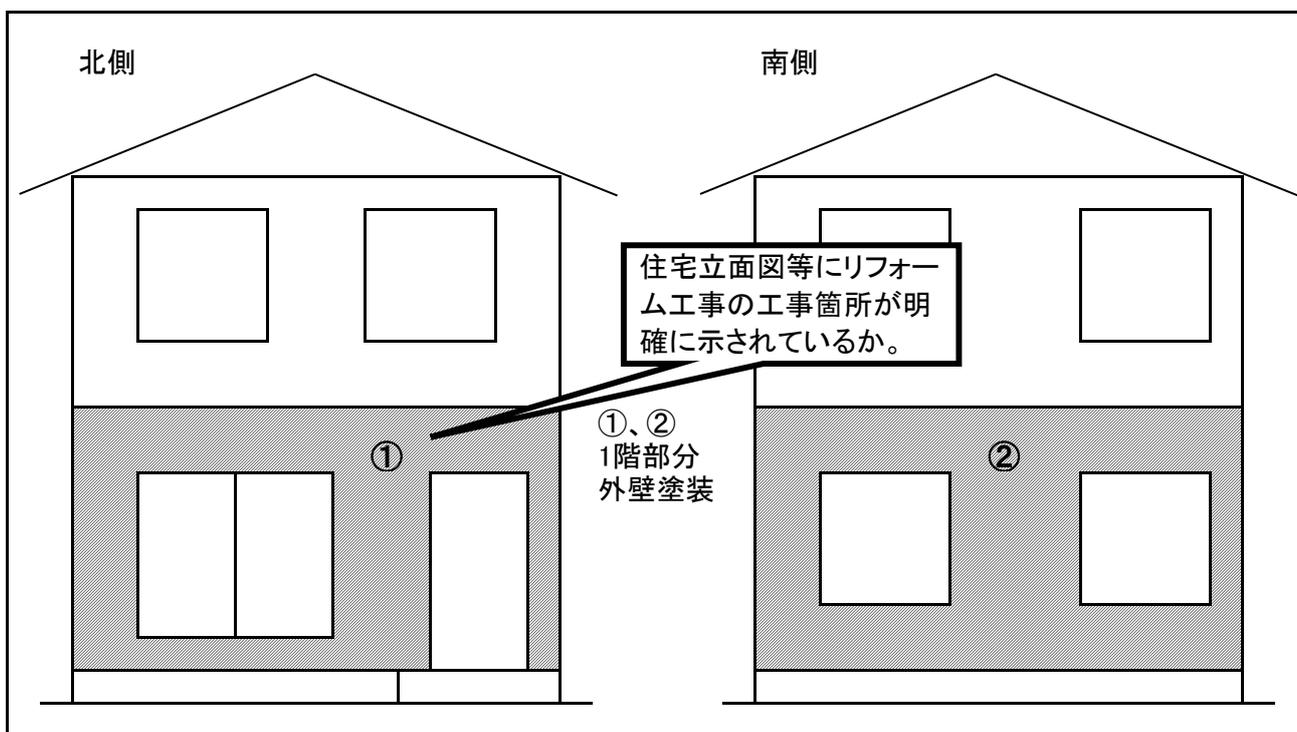 北側
南側
住宅立面図等にリフォー
ム工事の工事箇所が明
確に示されているか。
①、②
1階部分
外壁塗装
①
②